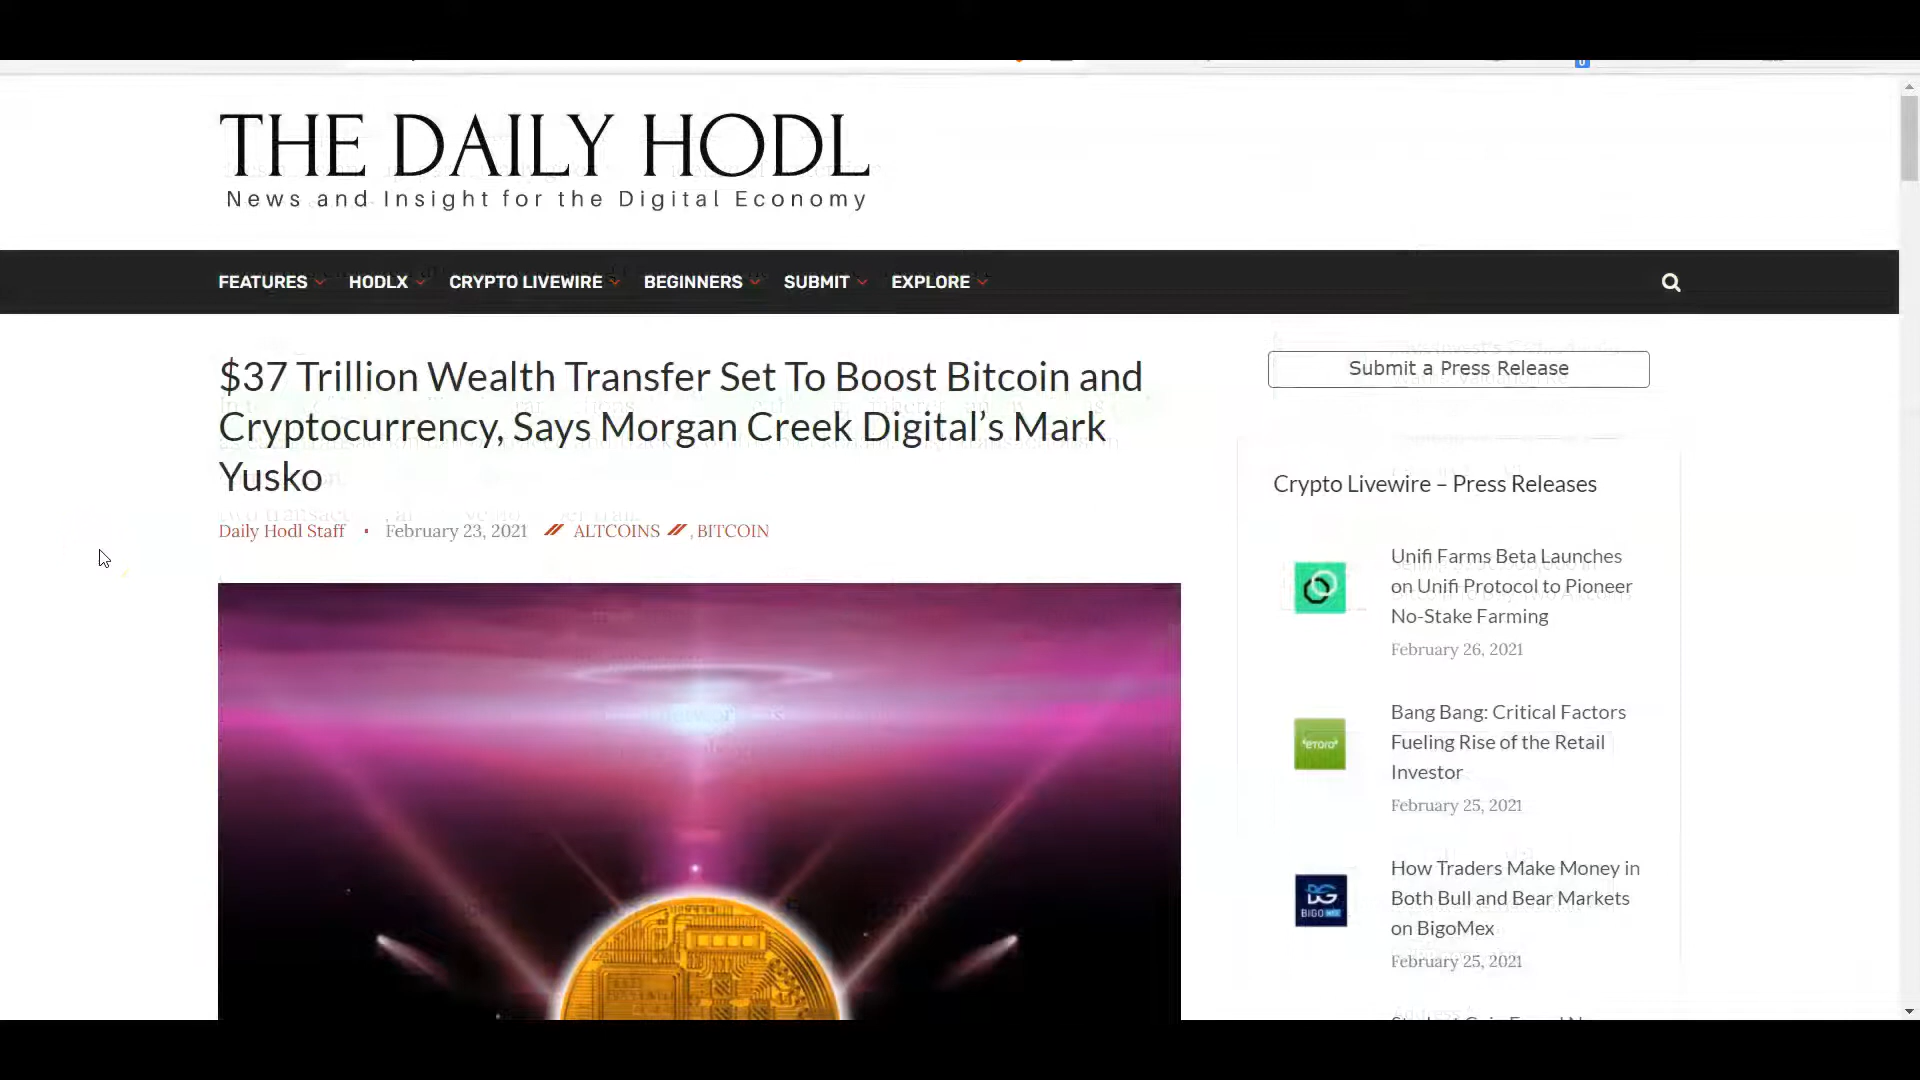 THE DAILY HODL
News and Insight for the Digital Economy
FEATURES HODLX CRYPTO LIVEWIRE BEGINNERS SUBMIT EXPLORE
$37 Trillion Wealth Transfer Set To Boost Bitcoin and
Cryptocurrency, Says Morgan Creek Digital’s Mark
Yusko
Daily Hodl Staff · February 23, 2021 ALTCOINS , BITCOIN
Submit a Press Release
Crypto Livewire – Press Releases
Unifi Farms Beta Launches
on Unifi Protocol to Pioneer
No-Stake Farming
February 26, 2021
eToro
Bang Bang: Critical Factors
Fueling Rise of the Retail
Investor
February 25, 2021
BIGO
How Traders Make Money in
Both Bull and Bear Markets
on BigoMex
February 25, 2021